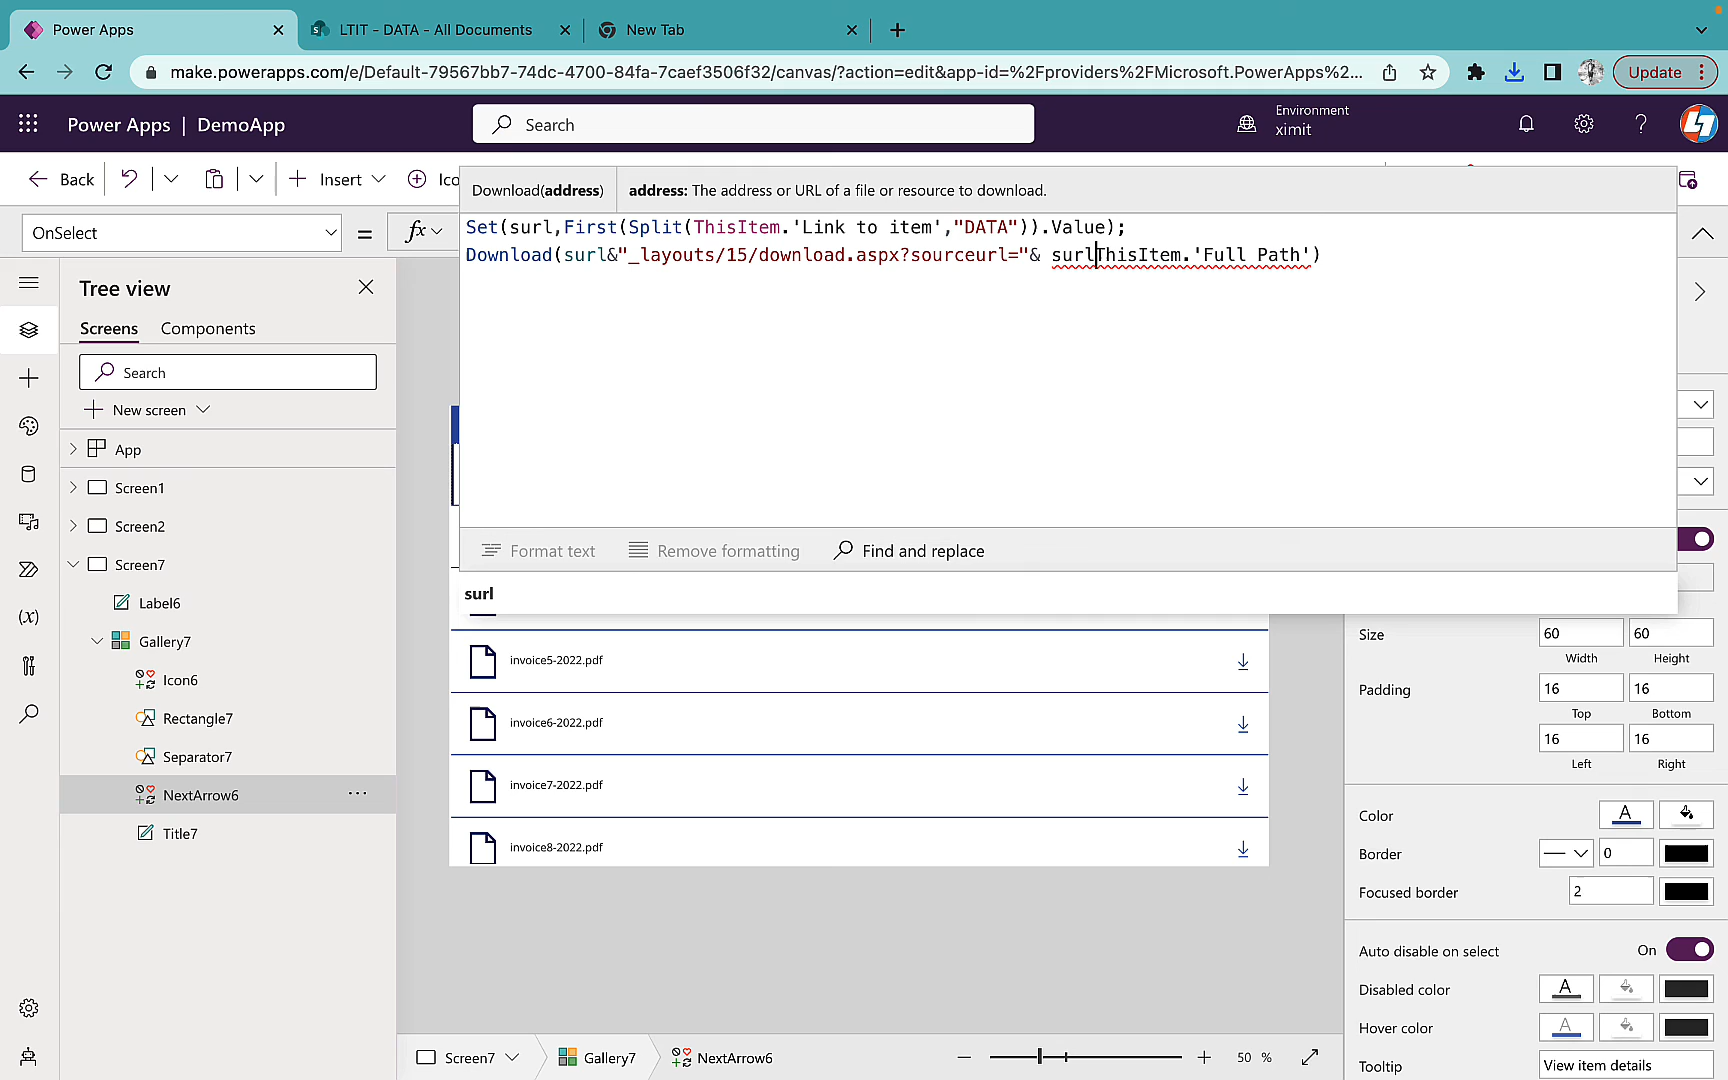 Power Apps
LTIT - DATA - All Documents
New Tab
make.powerapps.com/e/Default-79567bb7-74dc-4700-84fa-7caef3506f32/canvas/?action=edit&app-id=%2Fproviders%2FMicrosoft.PowerApps%2...
Update
Power Apps | DemoApp
Search
Environment
ximit
Back
Insert
Ico
Download(address)
address: The address or URL of a file or resource to download.
OnSelect
=
fx
Set(surl,First(Split(ThisItem.'Link to item',"DATA")).Value);
Download(surl&"_layouts/15/download.aspx?sourceurl="& surlThisItem.'Full Path')
Tree view
Screens
Components
Search
New screen
App
Screen1
Screen2
Screen7
Label6
Gallery7
Icon6
Rectangle7
Separator7
NextArrow6
Title7
Format text
Remove formatting
Find and replace
surl
invoice5-2022.pdf
invoice6-2022.pdf
invoice7-2022.pdf
invoice8-2022.pdf
Size
60
60
Width
Height
Padding
16
16
Top
Bottom
16
16
Left
Right
Color
Border
0
Focused border
2
Auto disable on select
On
Disabled color
Hover color
Tooltip
View item details
Screen7
Gallery7
NextArrow6
50 %